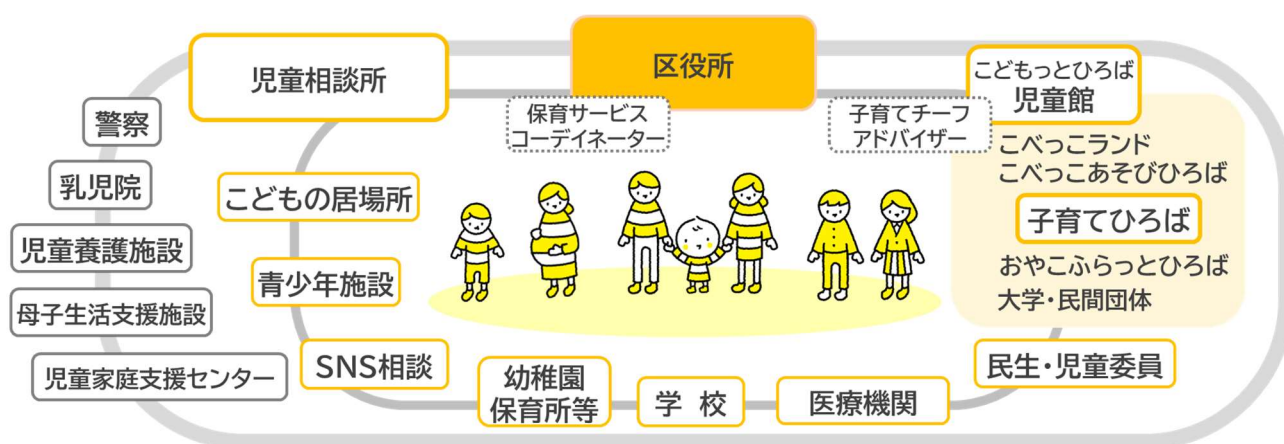 区役所
児童相談所
こどもっとひろば
児童館
保育サービス
コーディネーター
子育てチーフ
アドバイザー
警察
乳児院
児童養護施設
母子生活支援施設
児童家庭支援センター
こどもの居場所
青少年施設
SNS相談
幼稚園
保育所等
学 校
医療機関
民生・児童委員
こべっこランド
こべっこあそびひろば
子育てひろば
おやこふらっとひろば
大学・民間団体